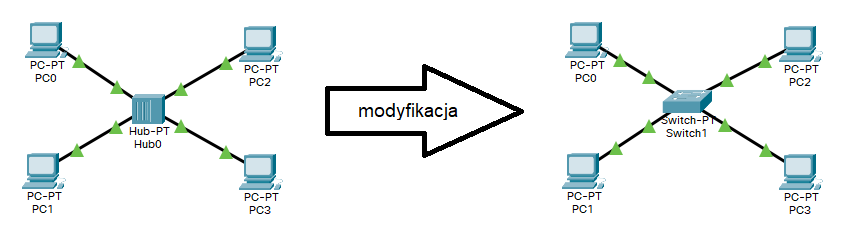 PC-PT
PC0
PC-PT
PC2
Hub-PT
Hub0
PC-PT
PC1
PC-PT
PC3
modyfikacja
PC-PT
PC0
PC-PT
PC2
Switch-PT
Switch1
PC-PT
PC1
PC-PT
PC3